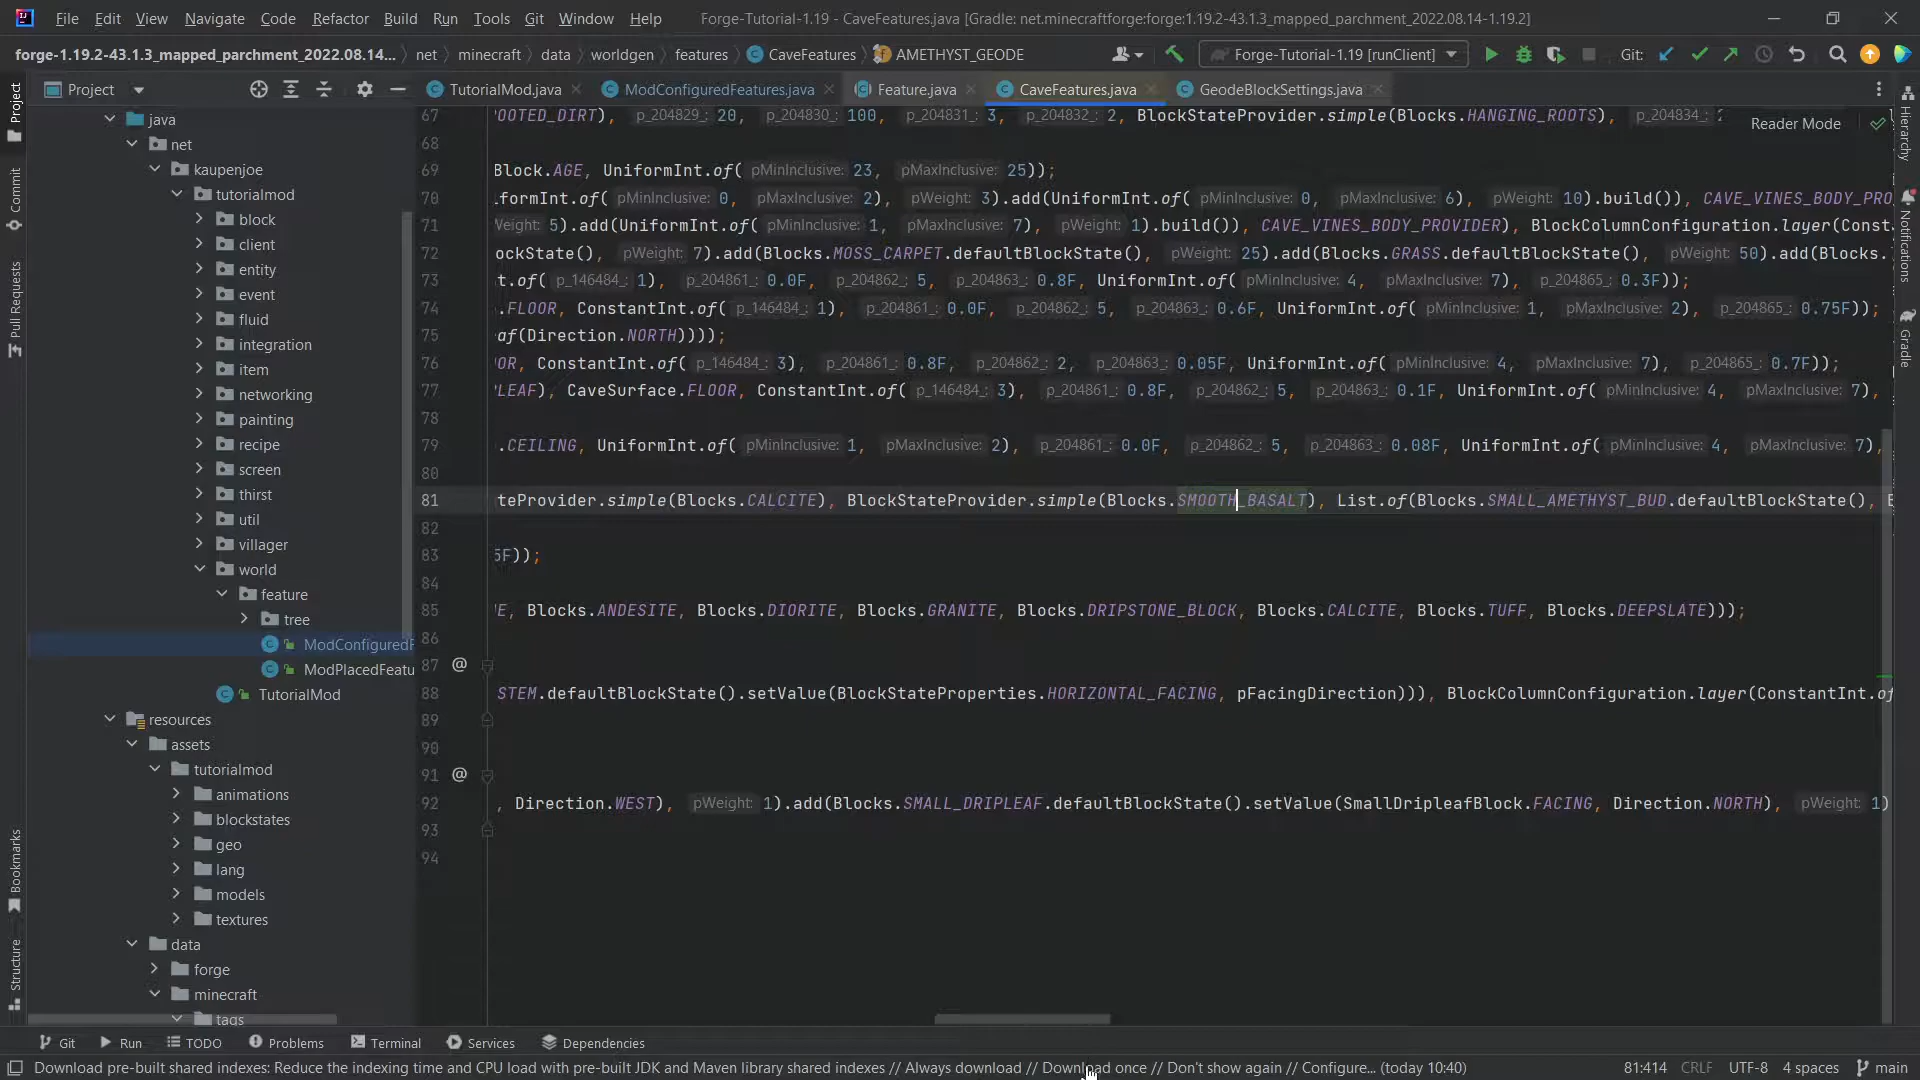 File Edit View Navigate Code Refactor Build Run Tools Git Window Help Forge-Tutorial-1.19 - CaveFeatures.java [Gradle: net.minecraftforge:forge:1.19.2-43.1.3_mapped_parchment_2022.08.14-1.19.2]
forge-1.19.2-43.1.3_mapped_parchment_2022.08.14... net minecraft data worldgen features CaveFeatures AMETHYST_GEODE Forge-Tutorial-1.19 [runClient] Git:
Project TutorialMod.java ModConfiguredFeatures.java Feature.java CaveFeatures.java GeodeBlockSettings.java
Reader Mode
Project
Commit
Pull Requests
Bookmarks
Structure
java
net
kaupenjoe
tutorialmod
block
client
entity
event
fluid
integration
item
networking
painting
recipe
screen
thirst
util
villager
world
feature
tree
ModConfiguredF
ModPlacedFeatu
TutorialMod
resources
assets
tutorialmod
animations
blockstates
geo
lang
models
textures
data
forge
minecraft
tags
67 OOTED_DIRT), p_204829_: 20, p_204830_: 100, p_204831_: 3, p_204832_: 2, BlockStateProvider.simple(Blocks.HANGING_ROOTS), p_204834_: 2
68
69 Block.AGE, UniformInt.of( pMinInclusive: 23, pMaxInclusive: 25));
70 iformInt.of( pMinInclusive: 0, pMaxInclusive: 2), pWeight: 3).add(UniformInt.of( pMinInclusive: 0, pMaxInclusive: 6), pWeight: 10).build()), CAVE_VINES_BODY_PRO
71 Weight: 5).add(UniformInt.of( pMinInclusive: 1, pMaxInclusive: 7), pWeight: 1).build()), CAVE_VINES_BODY_PROVIDER), BlockColumnConfiguration.layer(Const
72 ockState(), pWeight: 7).add(Blocks.MOSS_CARPET.defaultBlockState(), pWeight: 25).add(Blocks.GRASS.defaultBlockState(), pWeight: 50).add(Blocks.
73 t.of( p_146484_: 1), p_204861_: 0.0F, p_204862_: 5, p_204863_: 0.8F, UniformInt.of( pMinInclusive: 4, pMaxInclusive: 7), p_204865_: 0.3F));
74 .FLOOR, ConstantInt.of( p_146484_: 1), p_204861_: 0.0F, p_204862_: 5, p_204863_: 0.6F, UniformInt.of( pMinInclusive: 1, pMaxInclusive: 2), p_204865_: 0.75F));
75 af(Direction.NORTH))));
76 OR, ConstantInt.of( p_146484_: 3), p_204861_: 0.8F, p_204862_: 2, p_204863_: 0.05F, UniformInt.of( pMinInclusive: 4, pMaxInclusive: 7), p_204865_: 0.7F));
77 LEAF), CaveSurface.FLOOR, ConstantInt.of( p_146484_: 3), p_204861_: 0.8F, p_204862_: 5, p_204863_: 0.1F, UniformInt.of( pMinInclusive: 4, pMaxInclusive: 7),
78
79 .CEILING, UniformInt.of( pMinInclusive: 1, pMaxInclusive: 2), p_204861_: 0.0F, p_204862_: 5, p_204863_: 0.08F, UniformInt.of( pMinInclusive: 4, pMaxInclusive: 7),
80
81 teProvider.simple(Blocks.CALCITE), BlockStateProvider.simple(Blocks.SMOOTH_BASALT), List.of(Blocks.SMALL_AMETHYST_BUD.defaultBlockState(), B
82
83 5F));
84
85 E, Blocks.ANDESITE, Blocks.DIORITE, Blocks.GRANITE, Blocks.DRIPSTONE_BLOCK, Blocks.CALCITE, Blocks.TUFF, Blocks.DEEPSLATE)));
86
87 @
88 STEM.defaultBlockState().setValue(BlockStateProperties.HORIZONTAL_FACING, pFacingDirection))), BlockColumnConfiguration.layer(ConstantInt.of
89
90
91 @
92 , Direction.WEST), pWeight: 1).add(Blocks.SMALL_DRIPLEAF.defaultBlockState().setValue(SmallDripleafBlock.FACING, Direction.NORTH), pWeight: 1)
93
94
Hierarchy
Notifications
Gradle
Git Run TODO Problems Terminal Services Dependencies
Download pre-built shared indexes: Reduce the indexing time and CPU load with pre-built JDK and Maven library shared indexes // Always download // Download once // Don't show again // Configure... (today 10:40) 81:414 CRLF UTF-8 4 spaces main